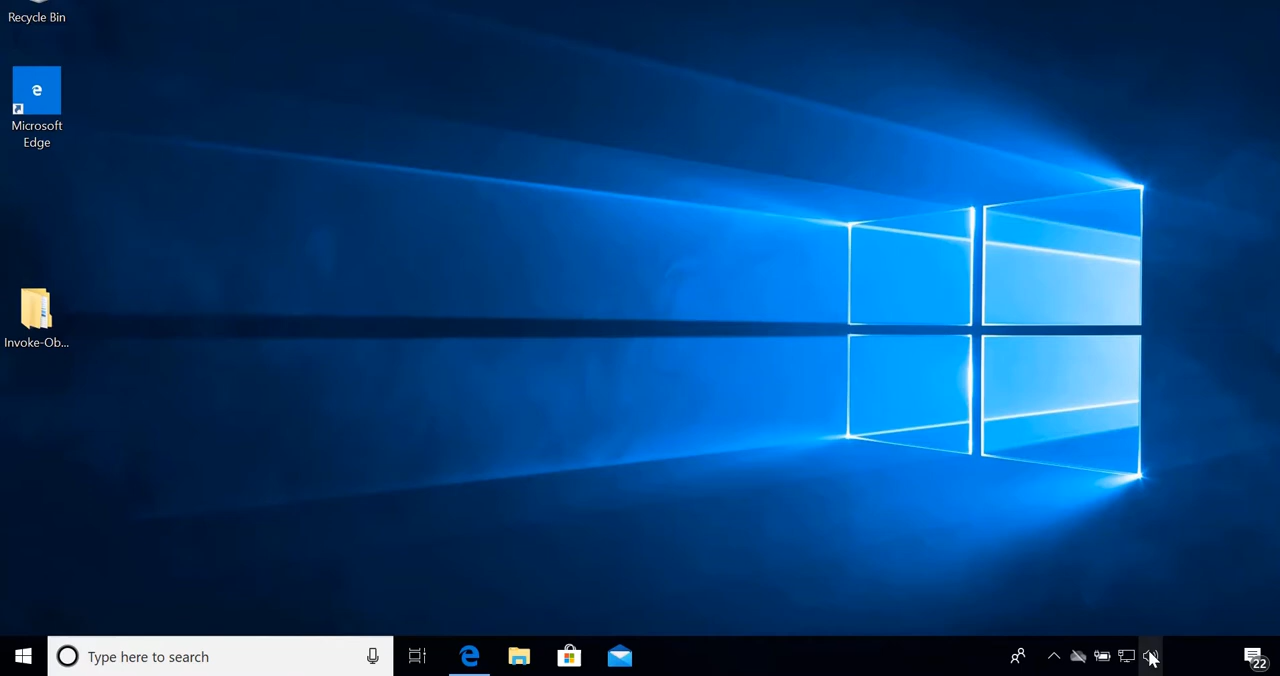 Recycle Bin
Microsoft
Edge
Invoke-Ob...
Type here to search
22